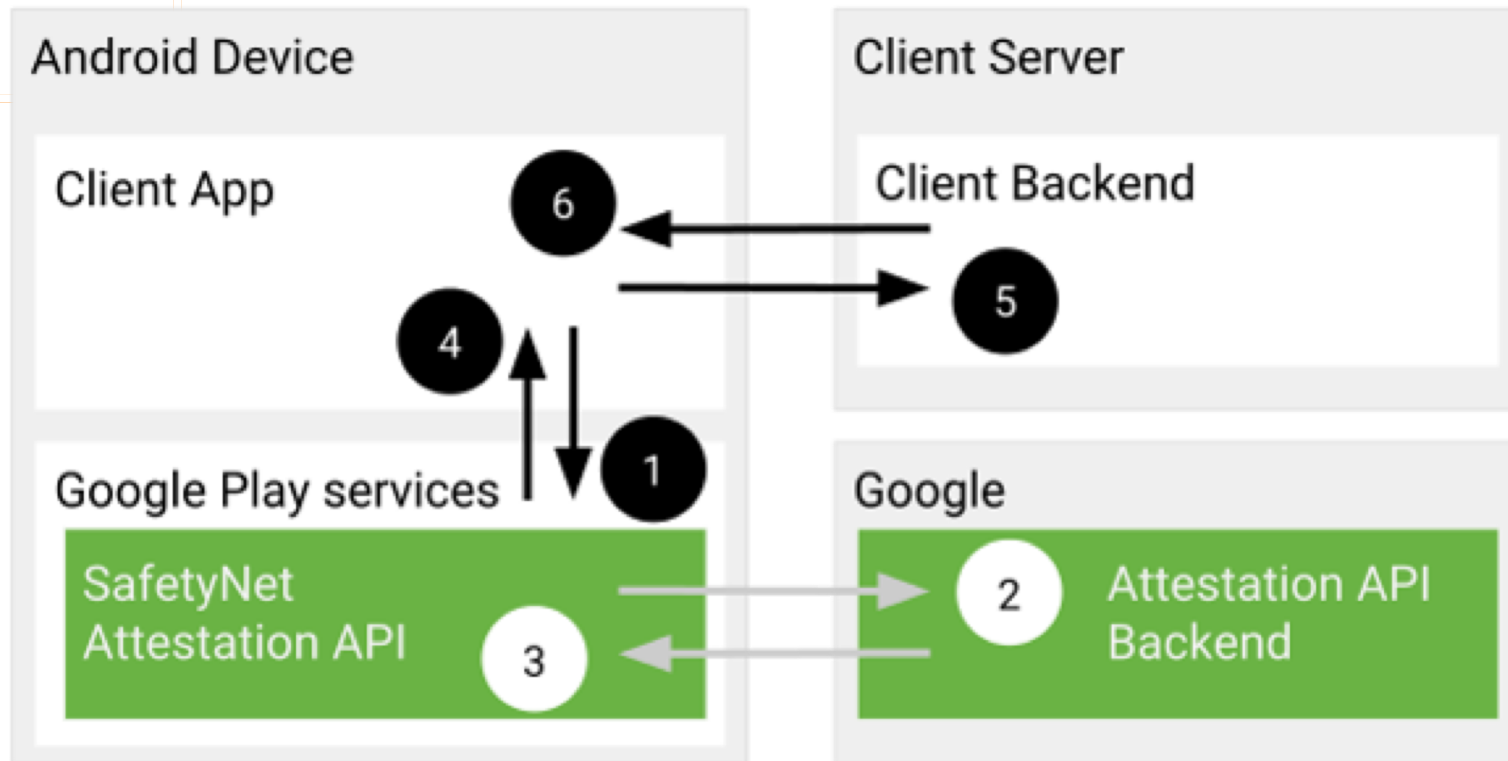 Android Device
Client App
6
4
1
Google Play services
SafetyNet
Attestation API
3
Client Server
Client Backend
5
Google
2
Attestation API
Backend